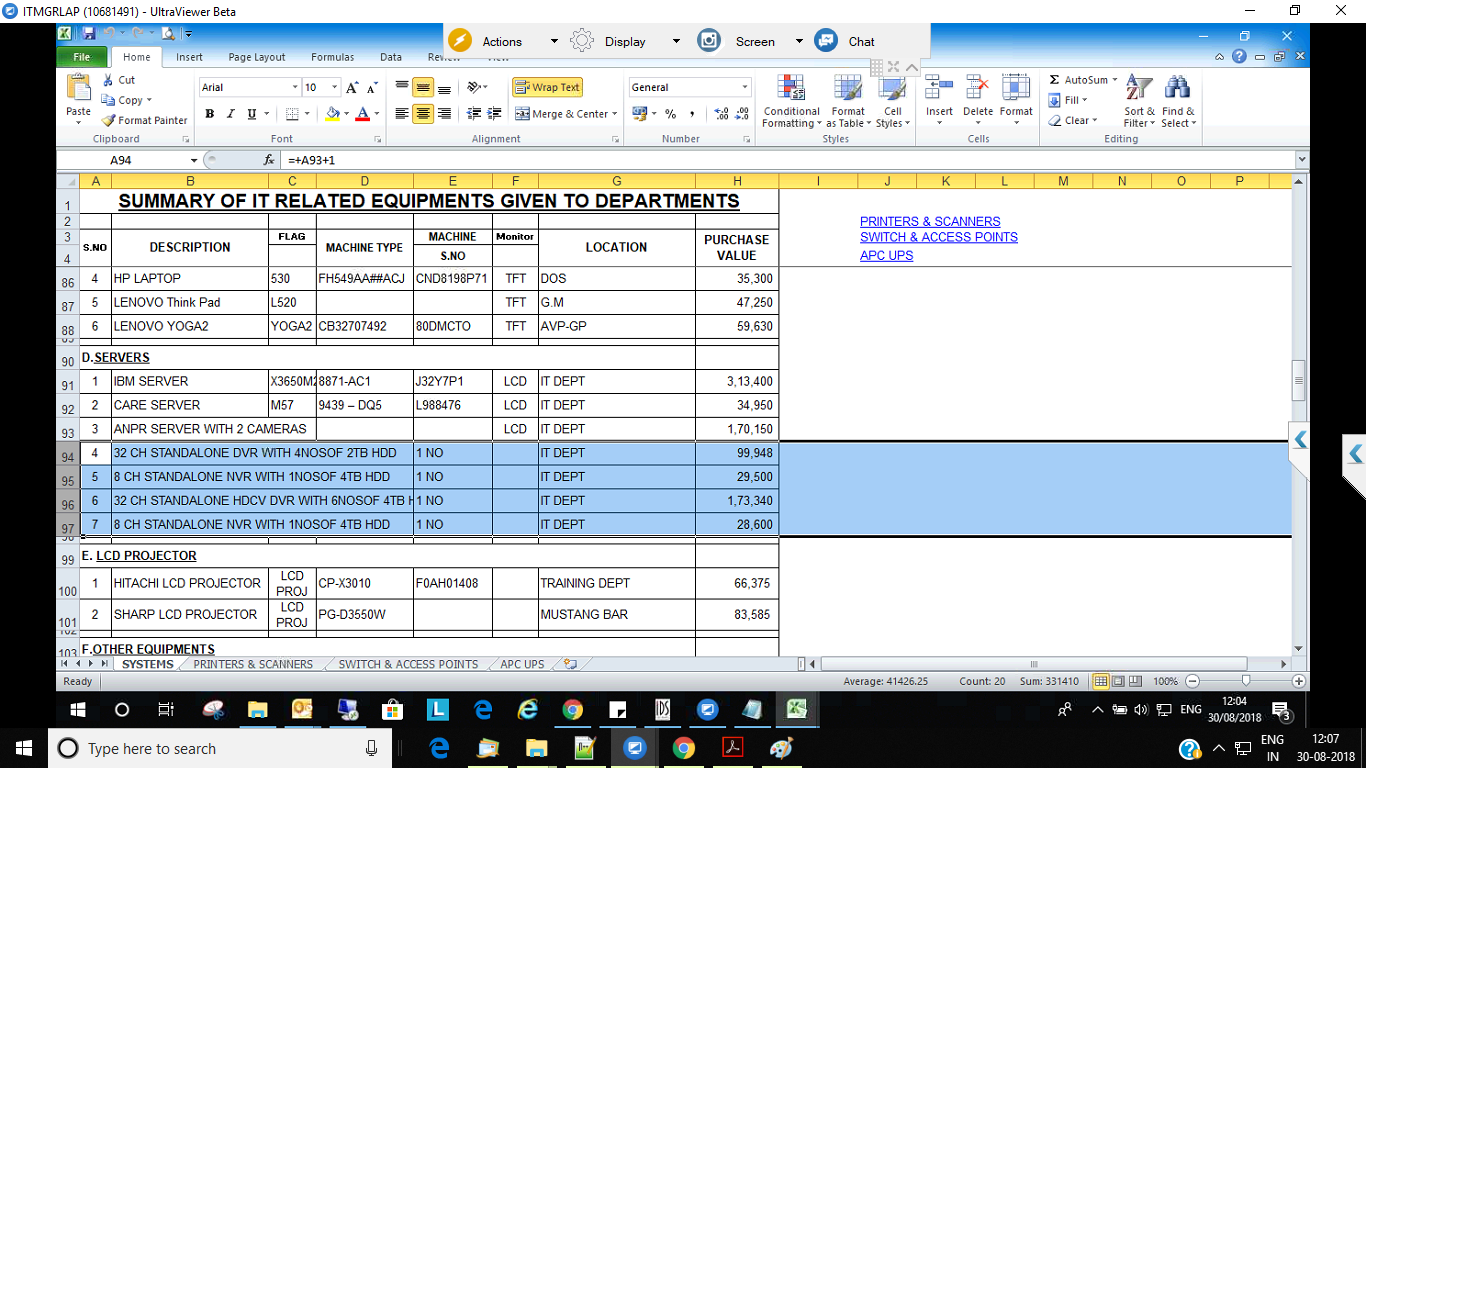 ITMGRLAP (10681491) - UltraViewer Beta
Actions Display Screen Chat
File Home Insert Page Layout Formulas Data
Cut
Copy
Format Painter
Paste
Clipboard
Arial 10
B I U
Font
Wrap Text
Merge & Center
Alignment
General
Number
Conditional Formatting
Format as Table
Cell Styles
Styles
Insert Delete Format
Cells
AutoSum
Fill
Clear
Sort & Filter
Find & Select
Editing
A94 fx =+A93+1
A B C D E F G H I J K L M N O P
1 SUMMARY OF IT RELATED EQUIPMENTS GIVEN TO DEPARTMENTS
2 PRINTERS & SCANNERS
3 S.NO DESCRIPTION FLAG MACHINE TYPE MACHINE Monitor LOCATION PURCHASE SWITCH & ACCESS POINTS
4 S.NO VALUE APC UPS
86 4 HP LAPTOP 530 FH549AA##ACJ CND8198P71 TFT DOS 35,300
87 5 LENOVO Think Pad L520 TFT G.M 47,250
88 6 LENOVO YOGA2 YOGA2 CB32707492 80DMCTO TFT AVP-GP 59,630
90 D.SERVERS
91 1 IBM SERVER X3650M2 8871-AC1 J32Y7P1 LCD IT DEPT 3,13,400
92 2 CARE SERVER M57 9439 – DQ5 L988476 LCD IT DEPT 34,950
93 3 ANPR SERVER WITH 2 CAMERAS LCD IT DEPT 1,70,150
94 4 32 CH STANDALONE DVR WITH 4NOSOF 2TB HDD 1 NO IT DEPT 99,948
95 5 8 CH STANDALONE NVR WITH 1NOSOF 4TB HDD 1 NO IT DEPT 29,500
96 6 32 CH STANDALONE HDCV DVR WITH 6NOSOF 4TB H 1 NO IT DEPT 1,73,340
97 7 8 CH STANDALONE NVR WITH 1NOSOF 4TB HDD 1 NO IT DEPT 28,600
99 E. LCD PROJECTOR
100 1 HITACHI LCD PROJECTOR LCD PROJ CP-X3010 F0AH01408 TRAINING DEPT 66,375
101 2 SHARP LCD PROJECTOR LCD PROJ PG-D3550W MUSTANG BAR 83,585
103 F.OTHER EQUIPMENTS
SYSTEMS PRINTERS & SCANNERS SWITCH & ACCESS POINTS APC UPS
Ready Average: 41426.25 Count: 20 Sum: 331410 100%
ENG 12:04
30/08/2018 3
Type here to search
ENG 12:07
IN 30-08-2018